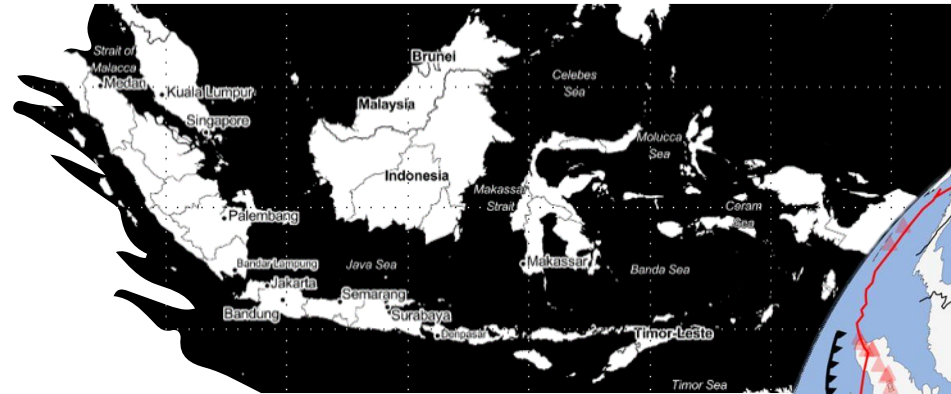 Strait of
Malacca
Medan
Kuala Lumpur
Singapore
Brunei
Malaysia
Indonesia
Celebes
Sea
Molucca
Sea
Makassar
Strait
Ceram
Sea
Palembang
Bandar Lampung
Java Sea
Makassar
Banda Sea
Jakarta
Bandung
Semarang
Surabaya
Denpasar
Timor-Leste
Timor Sea